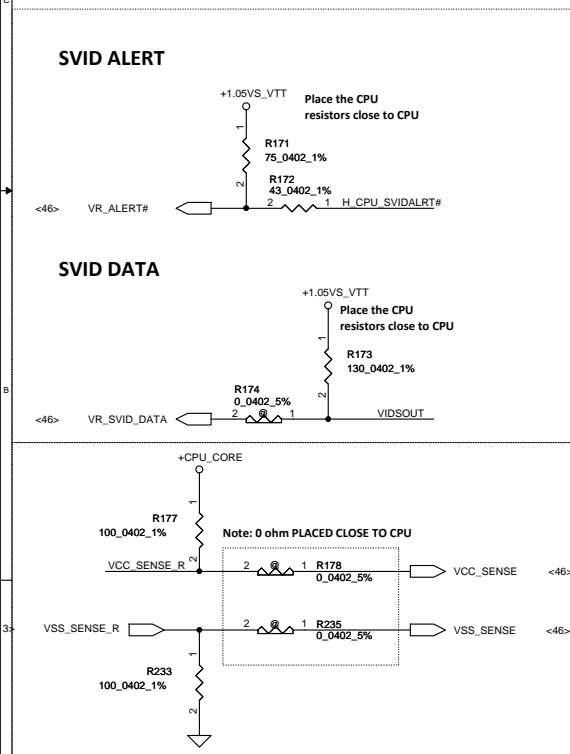 C
SVID ALERT
+1.05VS_VTT
Place the CPU
resistors close to CPU
1
R171
75_0402_1%
2
R172
43_0402_1%
<46> VR_ALERT# 2 1 H_CPU_SVIDALRT#
SVID DATA
+1.05VS_VTT
Place the CPU
resistors close to CPU
1
R173
130_0402_1%
2
B
R174
0_0402_5%
<46> VR_SVID_DATA 2 @ 1 VIDSOUT
+CPU_CORE
1
R177
100_0402_1%
2
Note: 0 ohm PLACED CLOSE TO CPU
VCC_SENSE_R 2 @ 1 R178 VCC_SENSE <46>
0_0402_5%
3> VSS_SENSE_R 2 @ 1 R235 VSS_SENSE <46>
0_0402_5%
1
R233
100_0402_1%
2